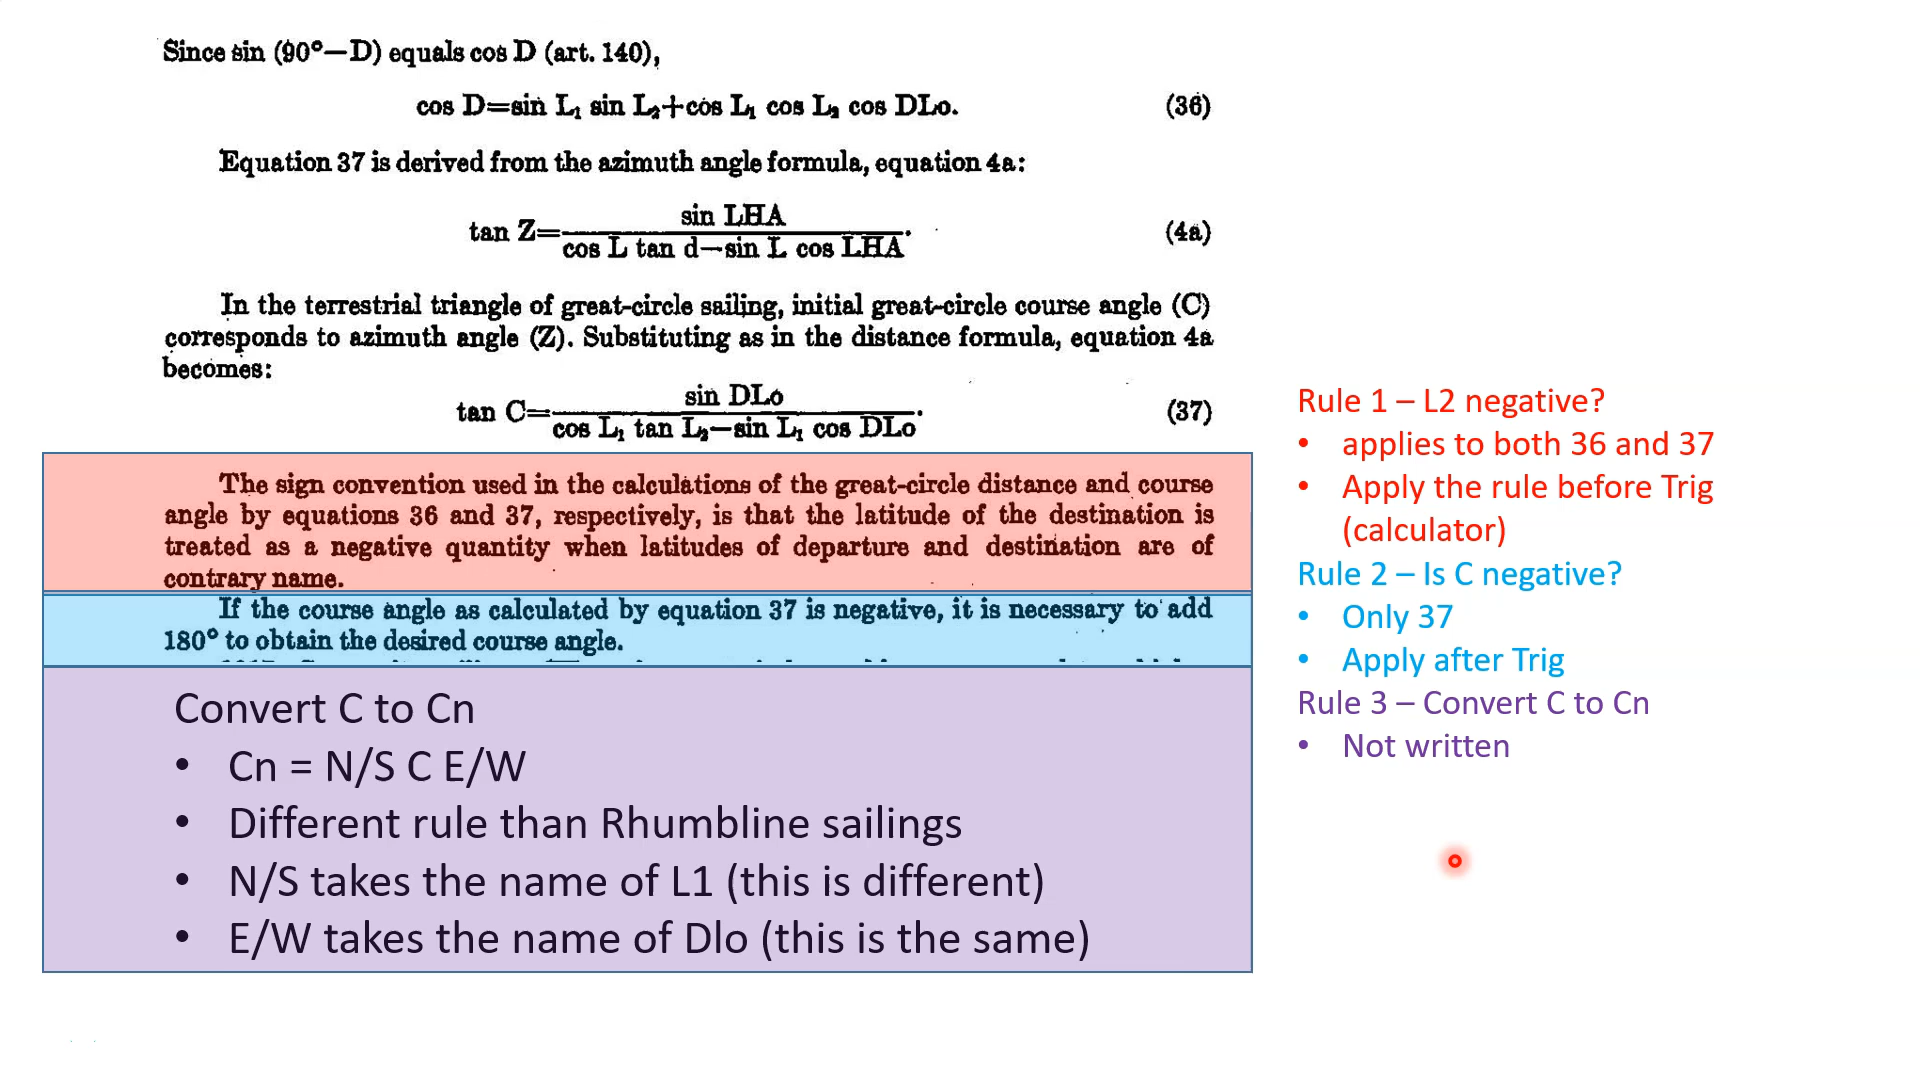 Since sin (90°—D) equals cos D (art. 140),
cos D=sin L₁ sin L₂+cos L₁ cos L₂ cos DLo. (36)
Equation 37 is derived from the azimuth angle formula, equation 4a:
tan Z= sin LHA / cos L tan d—sin L cos LHA. (4a)
In the terrestrial triangle of great-circle sailing, initial great-circle course angle (C)
corresponds to azimuth angle (Z). Substituting as in the distance formula, equation 4a
becomes:
tan C= sin DLo / cos L₁ tan L₂—sin L₁ cos DLo. (37)
The sign convention used in the calculations of the great-circle distance and course
angle by equations 36 and 37, respectively, is that the latitude of the destination is
treated as a negative quantity when latitudes of departure and destination are of
contrary name.
If the course angle as calculated by equation 37 is negative, it is necessary to add
180° to obtain the desired course angle.
Convert C to Cn
• Cn = N/S C E/W
• Different rule than Rhumbline sailings
• N/S takes the name of L1 (this is different)
• E/W takes the name of Dlo (this is the same)
Rule 1 – L2 negative?
• applies to both 36 and 37
• Apply the rule before Trig
(calculator)
Rule 2 – Is C negative?
• Only 37
• Apply after Trig
Rule 3 – Convert C to Cn
• Not written